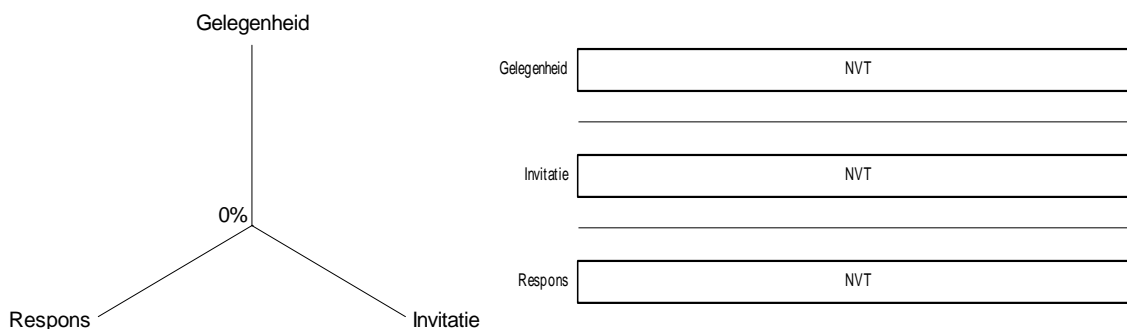 Gelegenheid
0%
Respons
Invitatie
Gelegenheid
NVT
Invitatie
NVT
Respons
NVT